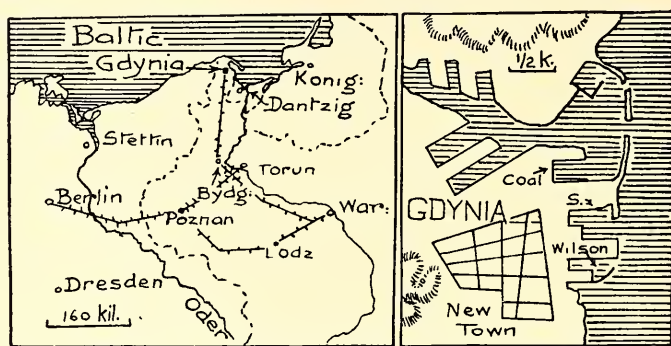 Baltic
Gdynia
Konig:
Dantzig
Stettin
Torun
Bydg:
Berlin
Poznan
War:
Lodz
Dresden
160 kil.
Oder
1/2 k.
Coal
GDYNIA
S.x
Wilson
New
Town